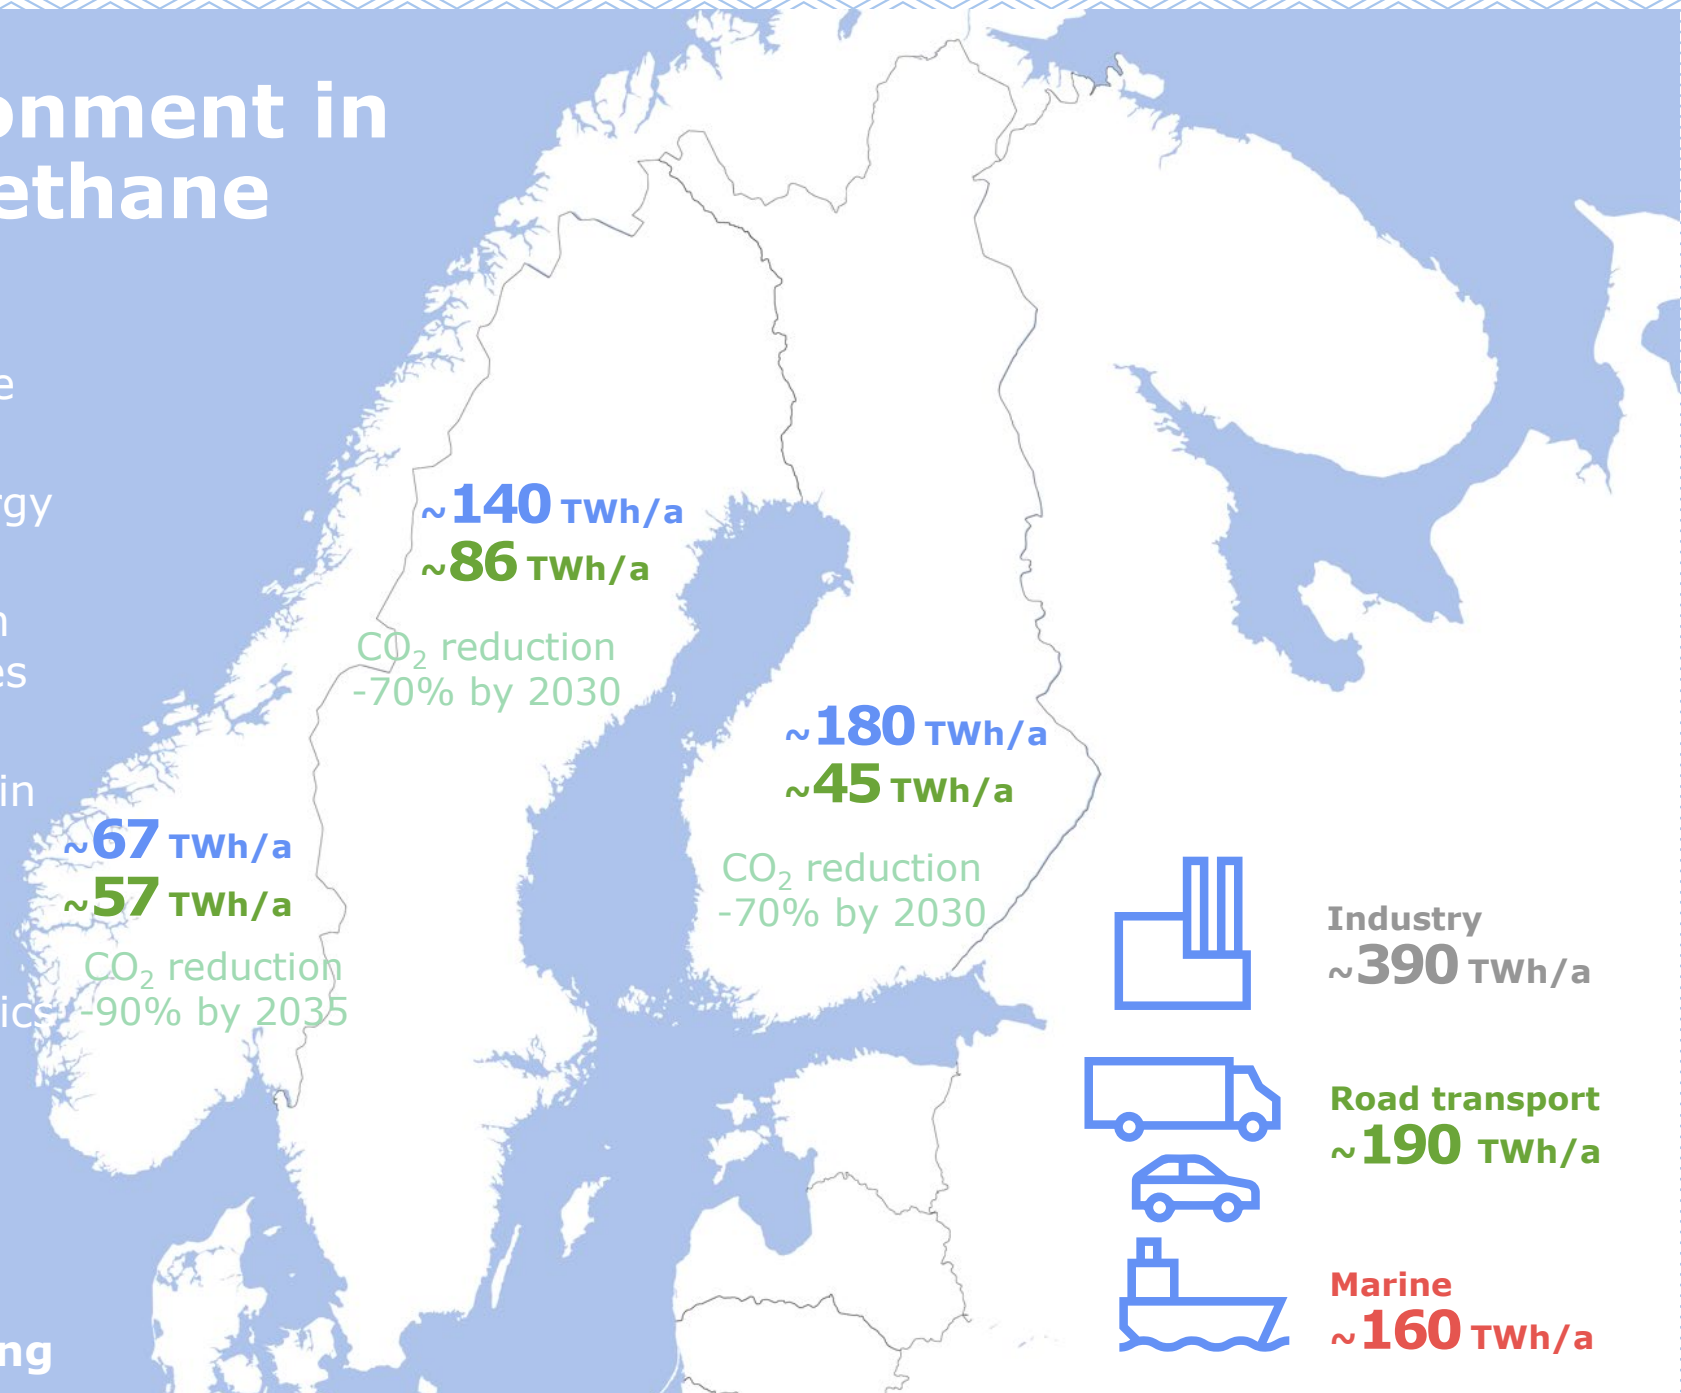 onment in
ethane
e
rgy
n
es
in
ics
ng
~140 TWh/a
~86 TWh/a
CO₂ reduction
-70% by 2030
~180 TWh/a
~45 TWh/a
CO₂ reduction
-70% by 2030
~67 TWh/a
~57 TWh/a
CO₂ reduction
-90% by 2035
Industry
~390 TWh/a
Road transport
~190 TWh/a
Marine
~160 TWh/a